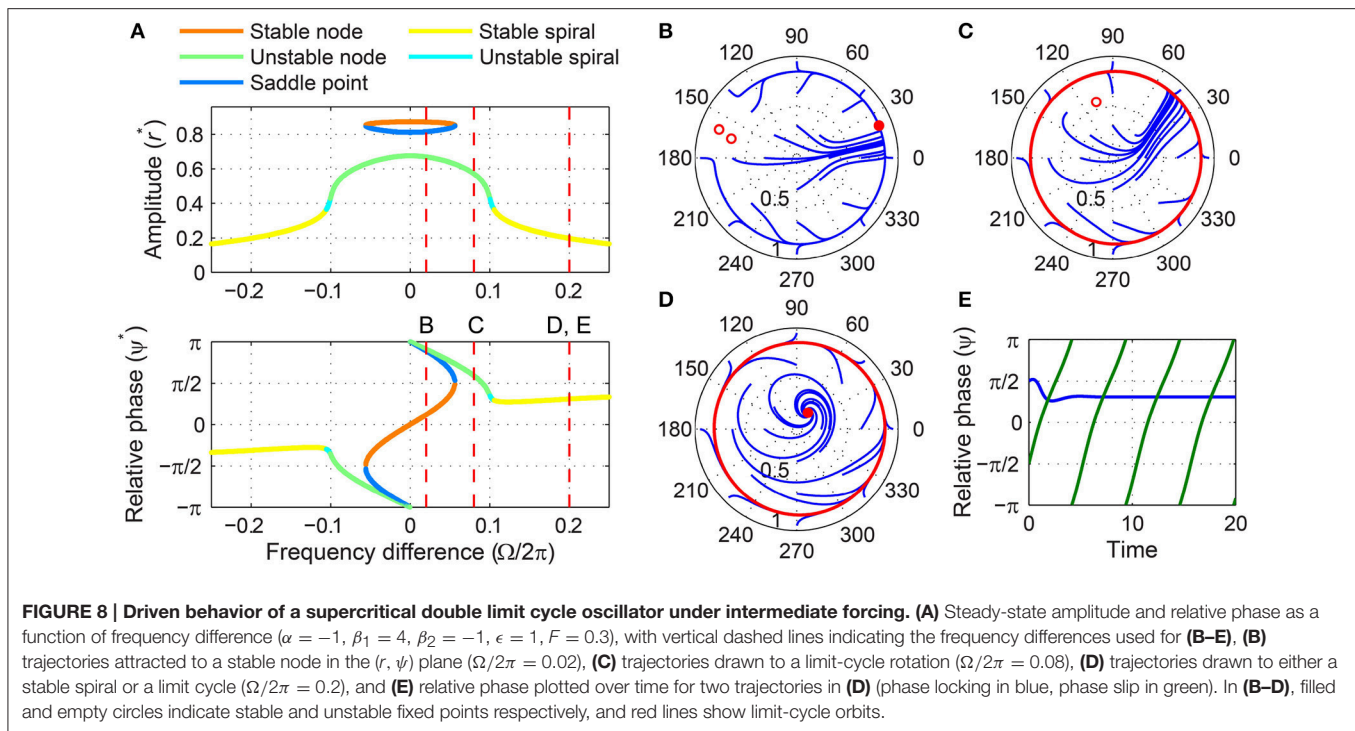 A
Stable node
Stable spiral
Unstable node
Unstable spiral
Saddle point
Amplitude (r*)
0.8
0.6
0.4
0.2
0
−0.2 −0.1 0 0.1 0.2
B C D, E
Relative phase (ψ*)
π
π/2
0
−π/2
−π
−0.2 −0.1 0 0.1 0.2
Frequency difference (Ω/2π)
B
90
120 60
150 30
180 0
0.5
210 330
1
240 300
270
C
90
120 60
150 30
180 0
0.5
210 330
1
240 300
270
D
90
120 60
150 30
180 0
0.5
210 330
1
240 300
270
E
Relative phase (ψ)
π
π/2
0
−π/2
−π
0 10 20
Time
FIGURE 8 | Driven behavior of a supercritical double limit cycle oscillator under intermediate forcing. (A) Steady-state amplitude and relative phase as a
function of frequency difference (α = −1, β1 = 4, β2 = −1, ϵ = 1, F = 0.3), with vertical dashed lines indicating the frequency differences used for (B–E), (B)
trajectories attracted to a stable node in the (r, ψ) plane (Ω/2π = 0.02), (C) trajectories drawn to a limit-cycle rotation (Ω/2π = 0.08), (D) trajectories drawn to either a
stable spiral or a limit cycle (Ω/2π = 0.2), and (E) relative phase plotted over time for two trajectories in (D) (phase locking in blue, phase slip in green). In (B–D), filled
and empty circles indicate stable and unstable fixed points respectively, and red lines show limit-cycle orbits.